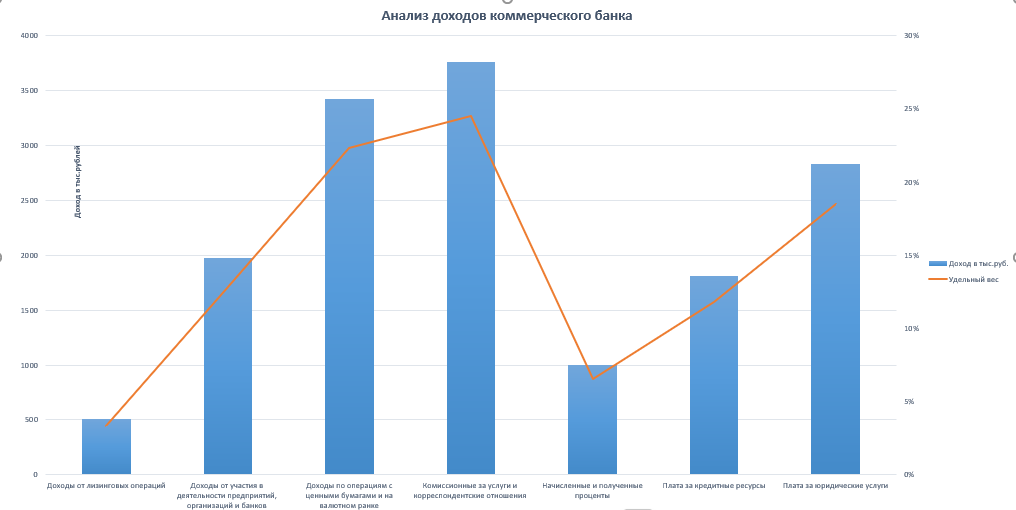 Анализ доходов коммерческого банка
4000
3500
3000
2500
2000
1500
1000
500
0
Доход в тыс.рублей
30%
25%
20%
15%
10%
5%
0%
Доходы от лизинговых операций
Доходы от участия в
деятельности предприятий,
организаций и банков
Доходы по операциям с
ценными бумагами и на
валютном ранке
Комиссионные за услуги и
корреспондентские отношения
Начисленные и полученные
проценты
Плата за кредитные ресурсы
Плата за юридические услуги
Доход в тыс.руб.
Удельный вес